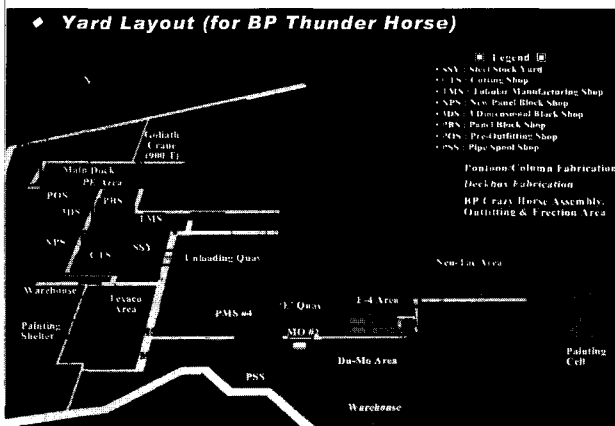 ◆ Yard Layout (for BP Thunder Horse)
Legend
• SSY : Steel Stock Yard
• CTS : Cutting Shop
• TMS : Tubular Manufacturing Shop
• NPS : New Panel Block Shop
• 3DS : 3 Dimensional Block Shop
• PBS : Panel Block Shop
• POS : Pre-Outfitting Shop
• PSS : Pipe Spool Shop
Pontoon/Column Fabrication
Deckbox Fabrication
BP Crazy Horse Assembly,
Outfitting & Erection Area
Goliath
Crane
(900 T)
Main Dock
PE Area
POS
PBS
3DS
TMS
NPS
SSY
CTS
Unloading Quay
Warehouse
Texaco
Area
Painting
Shelter
PMS #4
'E' Quay
MO #2
E-4 Area
Du-Mo Area
Painting
Cell
PSS
Warehouse